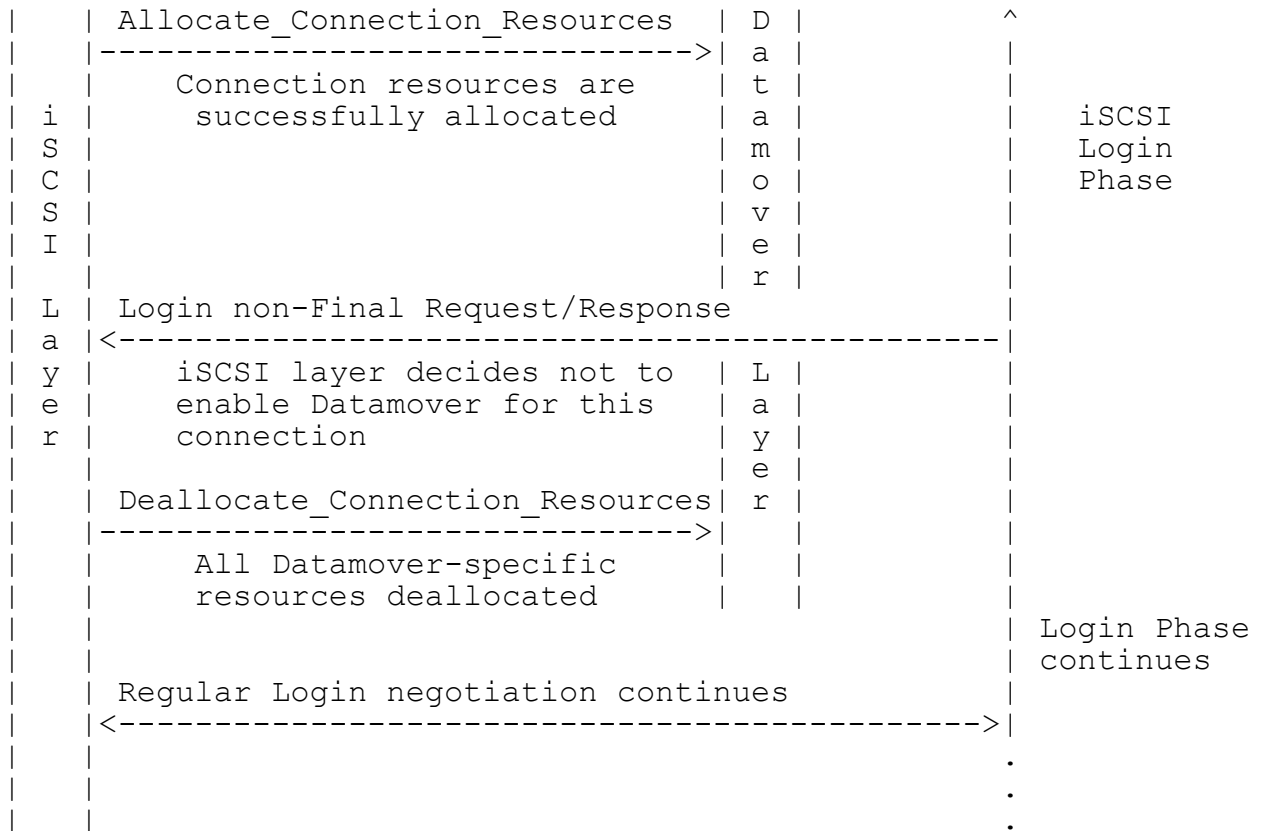 | | | Allocate_Connection_Resources | D | ^
| | |------------------------------->| a | |
| | | Connection resources are | t | |
| i | successfully allocated | a | | iSCSI
| S | | m | | Login
| C | | o | | Phase
| S | | v | |
| I | | e | |
| | | r | |
| L | Login non-Final Request/Response |
| a |<----------------------------------------------|
| y | iSCSI layer decides not to | L | |
| e | enable Datamover for this | a | |
| r | connection | y | |
| | | e | |
| | Deallocate_Connection_Resources| r | |
| |------------------------------->| | |
| | All Datamover-specific | | |
| | resources deallocated | | |
| | | Login Phase
| | | continues
| | Regular Login negotiation continues |
| |<--------------------------------------------->|
| | .
| | .
| | .